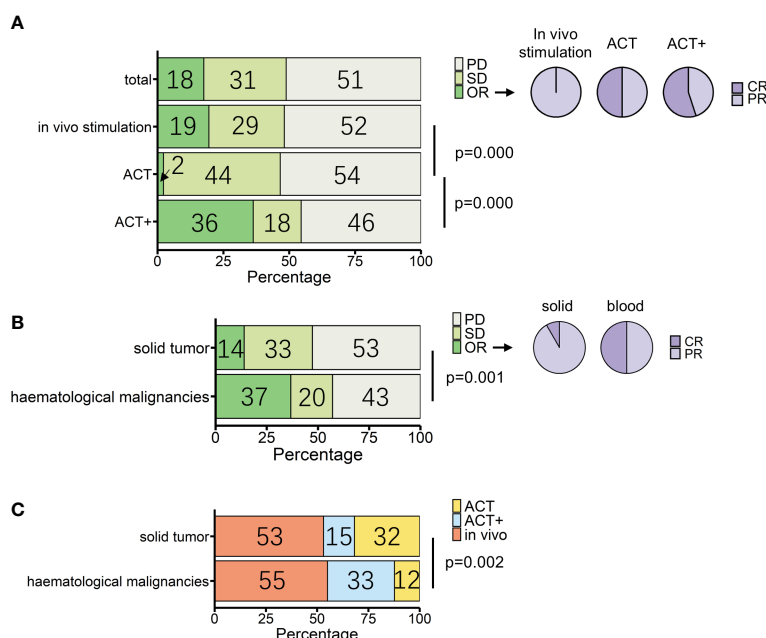 A
In vivo
stimulation
ACT
ACT+
PD
SD
OR
CR
PR
total
18 31 51
in vivo stimulation
19 29 52
ACT
2 44 54
ACT+
36 18 46
p=0.000
p=0.000
0 25 50 75 100
Percentage
B
PD
SD
OR
solid
blood
CR
PR
solid tumor
14 33 53
haematological malignancies
37 20 43
p=0.001
0 25 50 75 100
Percentage
C
ACT
ACT+
in vivo
solid tumor
53 15 32
haematological malignancies
55 33 12
p=0.002
0 25 50 75 100
Percentage